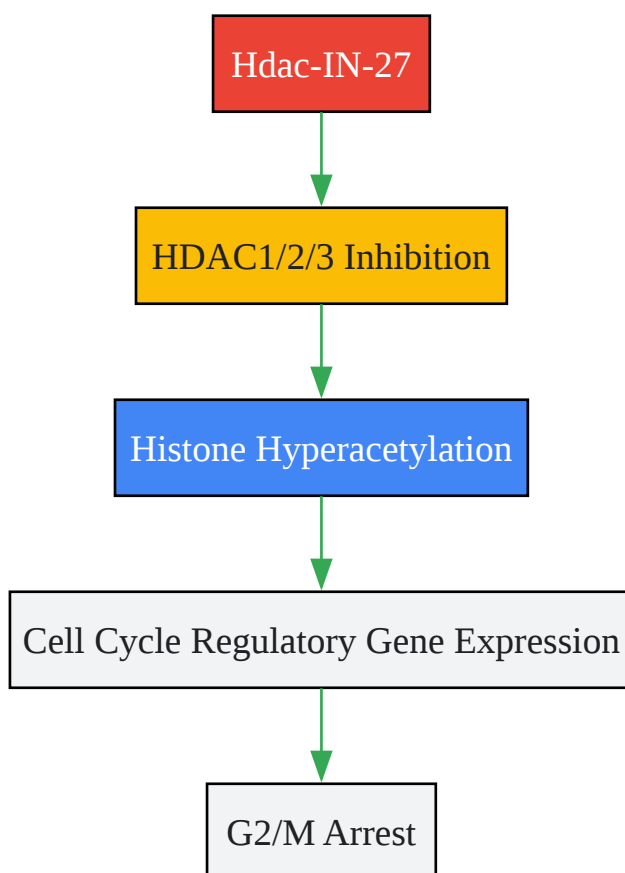 Hdac-IN-27
HDAC1/2/3 Inhibition
Histone Hyperacetylation
Cell Cycle Regulatory Gene Expression
G2/M Arrest